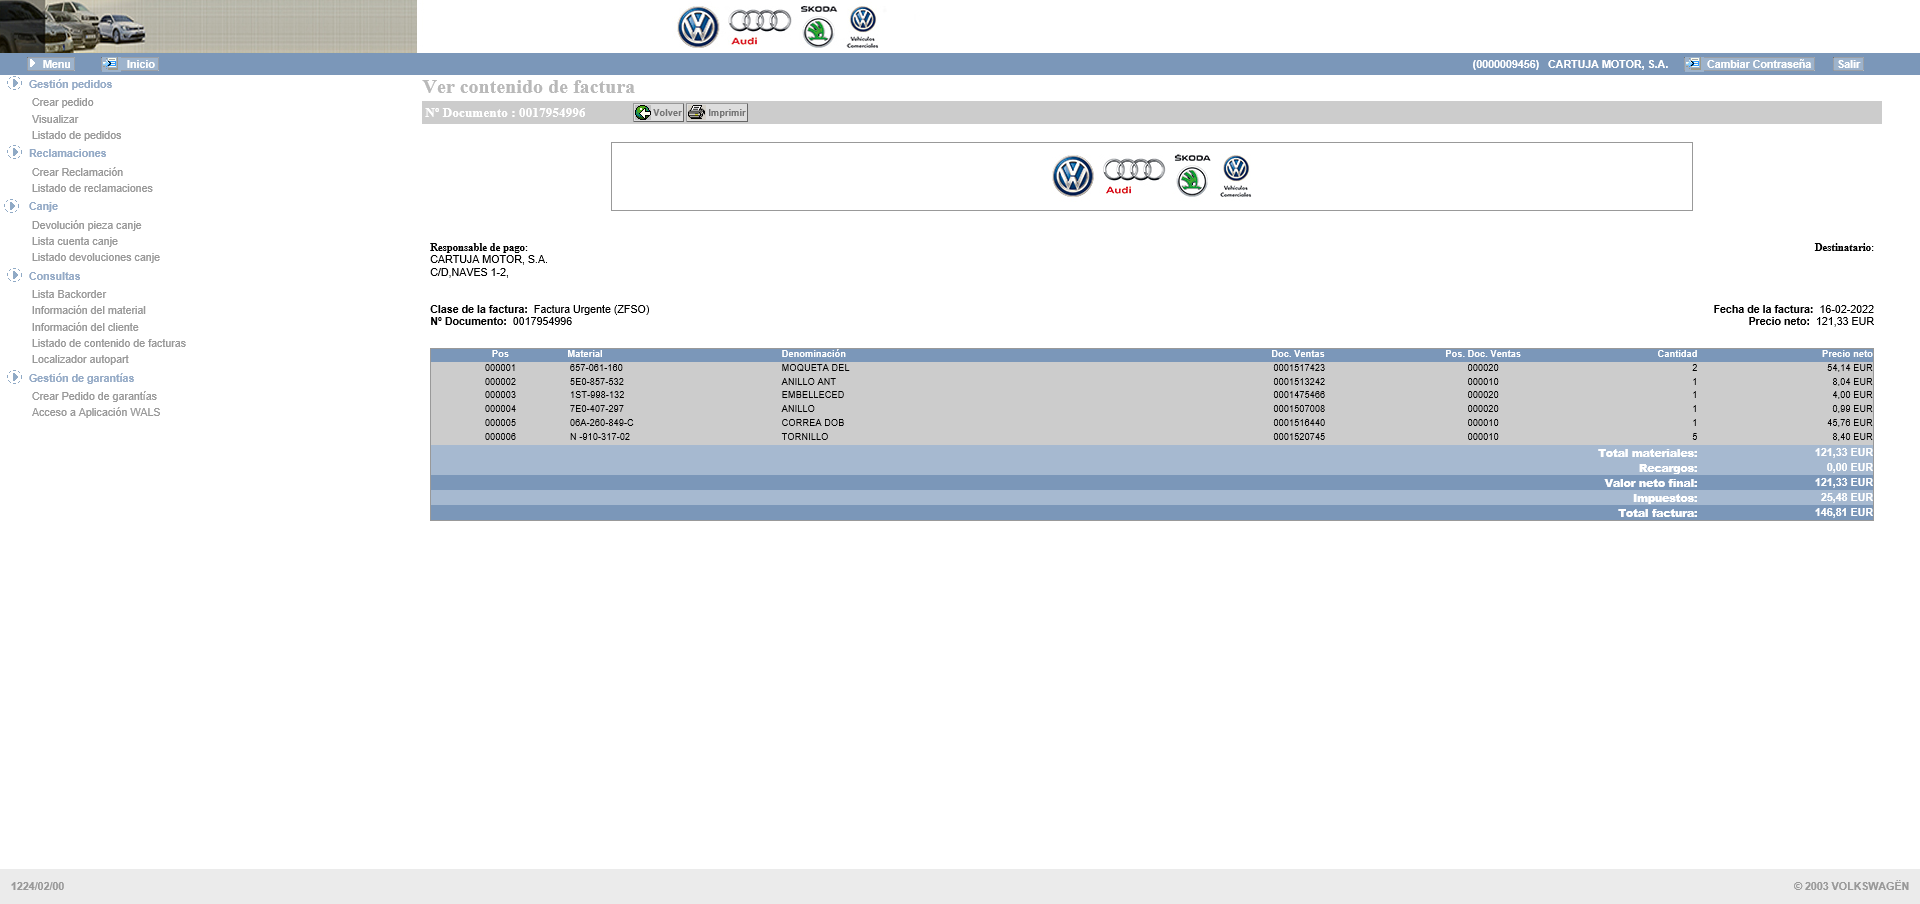 Audi
ŠKODA
Vehículos
Comerciales
Menu
Inicio
(0000009456) CARTUJA MOTOR, S.A.
Cambiar Contraseña
Salir
Gestión pedidos
Crear pedido
Visualizar
Listado de pedidos
Reclamaciones
Crear Reclamación
Listado de reclamaciones
Canje
Devolución pieza canje
Lista cuenta canje
Listado devoluciones canje
Consultas
Lista Backorder
Información del material
Información del cliente
Listado de contenido de facturas
Localizador autopart
Gestión de garantías
Crear Pedido de garantías
Acceso a Aplicación WALS
Ver contenido de factura
Nº Documento : 0017954996
Volver
Imprimir
Audi
ŠKODA
Vehículos
Comerciales
Responsable de pago:
CARTUJA MOTOR, S.A.
C/D,NAVES 1-2,
Destinatario:
Clase de la factura: Factura Urgente (ZFSO)
Nº Documento: 0017954996
Fecha de la factura: 16-02-2022
Precio neto: 121,33 EUR
Pos Material Denominación Doc. Ventas Pos. Doc. Ventas Cantidad Precio neto
000001 657-061-160 MOQUETA DEL 0001517423 000020 2 54,14 EUR
000002 5E0-857-532 ANILLO ANT 0001513242 000010 1 8,04 EUR
000003 1ST-998-132 EMBELLECED 0001475466 000020 1 4,00 EUR
000004 7E0-407-297 ANILLO 0001507008 000020 1 0,99 EUR
000005 06A-260-849-C CORREA DOB 0001516440 000010 1 45,76 EUR
000006 N -910-317-02 TORNILLO 0001520745 000010 5 8,40 EUR
Total materiales: 121,33 EUR
Recargos: 0,00 EUR
Valor neto final: 121,33 EUR
Impuestos: 25,48 EUR
Total factura: 146,81 EUR
1224/02/00
© 2003 VOLKSWAGËN